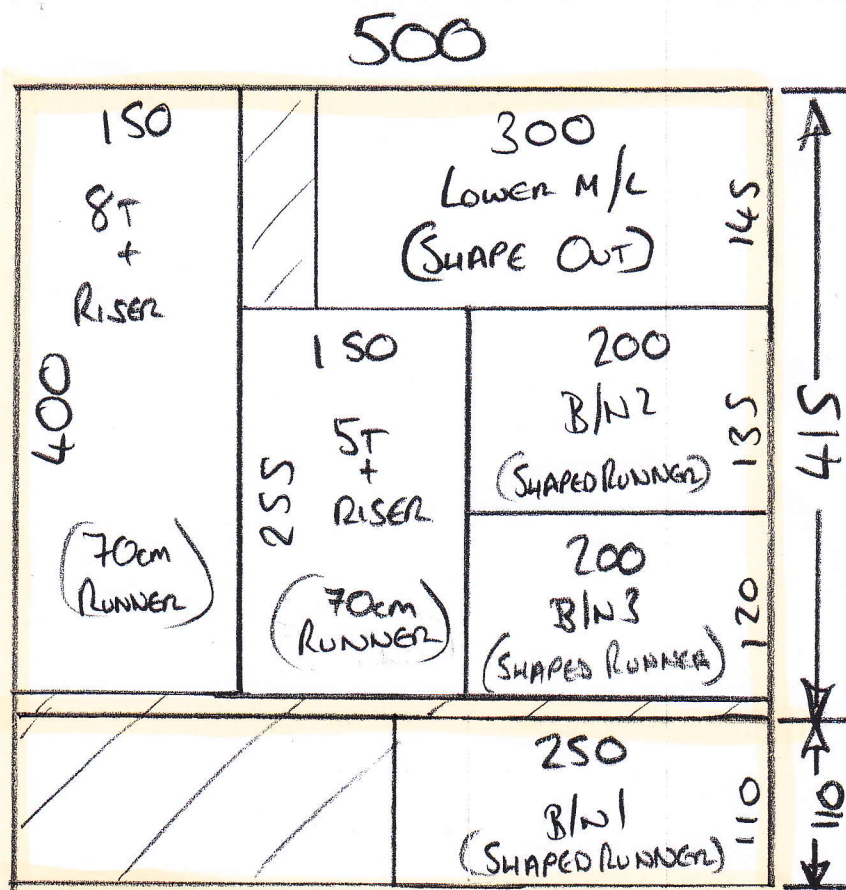 500
150
8T
+
RISER
400
(70cm
RUNNER)
300
LOWER M/L
(SHAPE OUT)
145
150
5T
+
RISER
255
(70cm
RUNNER)
200
B/N2
(SHAPED RUNNER)
135
200
B/N3
(SHAPED RUNNER)
120
415
250
B/N1
(SHAPED RUNNER)
110
110